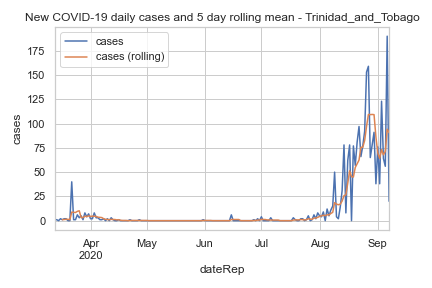 New COVID-19 daily cases and 5 day rolling mean - Trinidad_and_Tobago
cases
cases (rolling)
175
150
125
100
75
50
25
0
cases
Apr
2020
May
Jun
Jul
Aug
Sep
dateRep